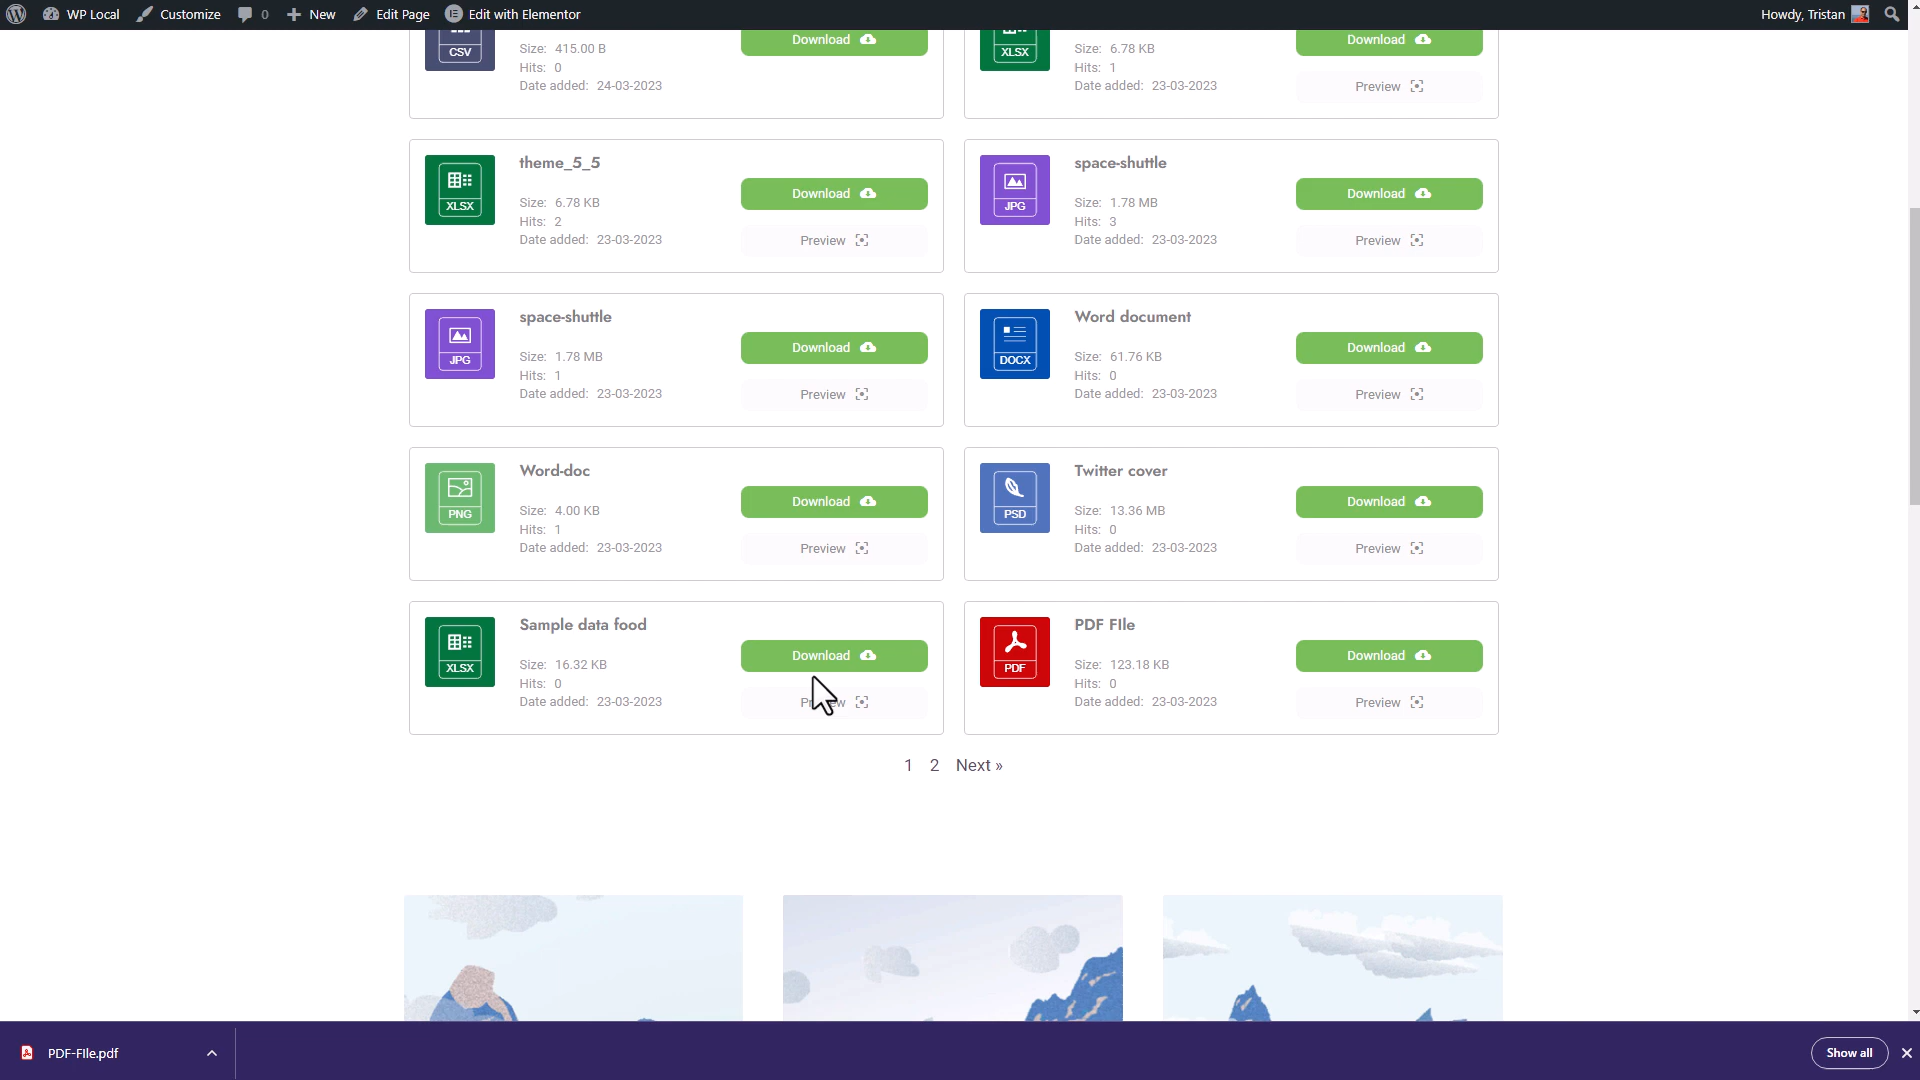 WP Local Customize 0 New Edit Page Edit with Elementor Howdy, Tristan
CSV
Size: 415.00 B
Hits: 0
Date added: 24-03-2023
Download
XLSX
Size: 6.78 KB
Hits: 1
Date added: 23-03-2023
Download
Preview
theme_5_5
XLSX
Size: 6.78 KB
Hits: 2
Date added: 23-03-2023
Download
Preview
space-shuttle
JPG
Size: 1.78 MB
Hits: 3
Date added: 23-03-2023
Download
Preview
space-shuttle
JPG
Size: 1.78 MB
Hits: 1
Date added: 23-03-2023
Download
Preview
Word document
DOCX
Size: 61.76 KB
Hits: 0
Date added: 23-03-2023
Download
Preview
Word-doc
PNG
Size: 4.00 KB
Hits: 1
Date added: 23-03-2023
Download
Preview
Twitter cover
PSD
Size: 13.36 MB
Hits: 0
Date added: 23-03-2023
Download
Preview
Sample data food
XLSX
Size: 16.32 KB
Hits: 0
Date added: 23-03-2023
Download
Preview
PDF FIle
PDF
Size: 123.18 KB
Hits: 0
Date added: 23-03-2023
Download
Preview
1 2 Next »
PDF-FIle.pdf
Show all